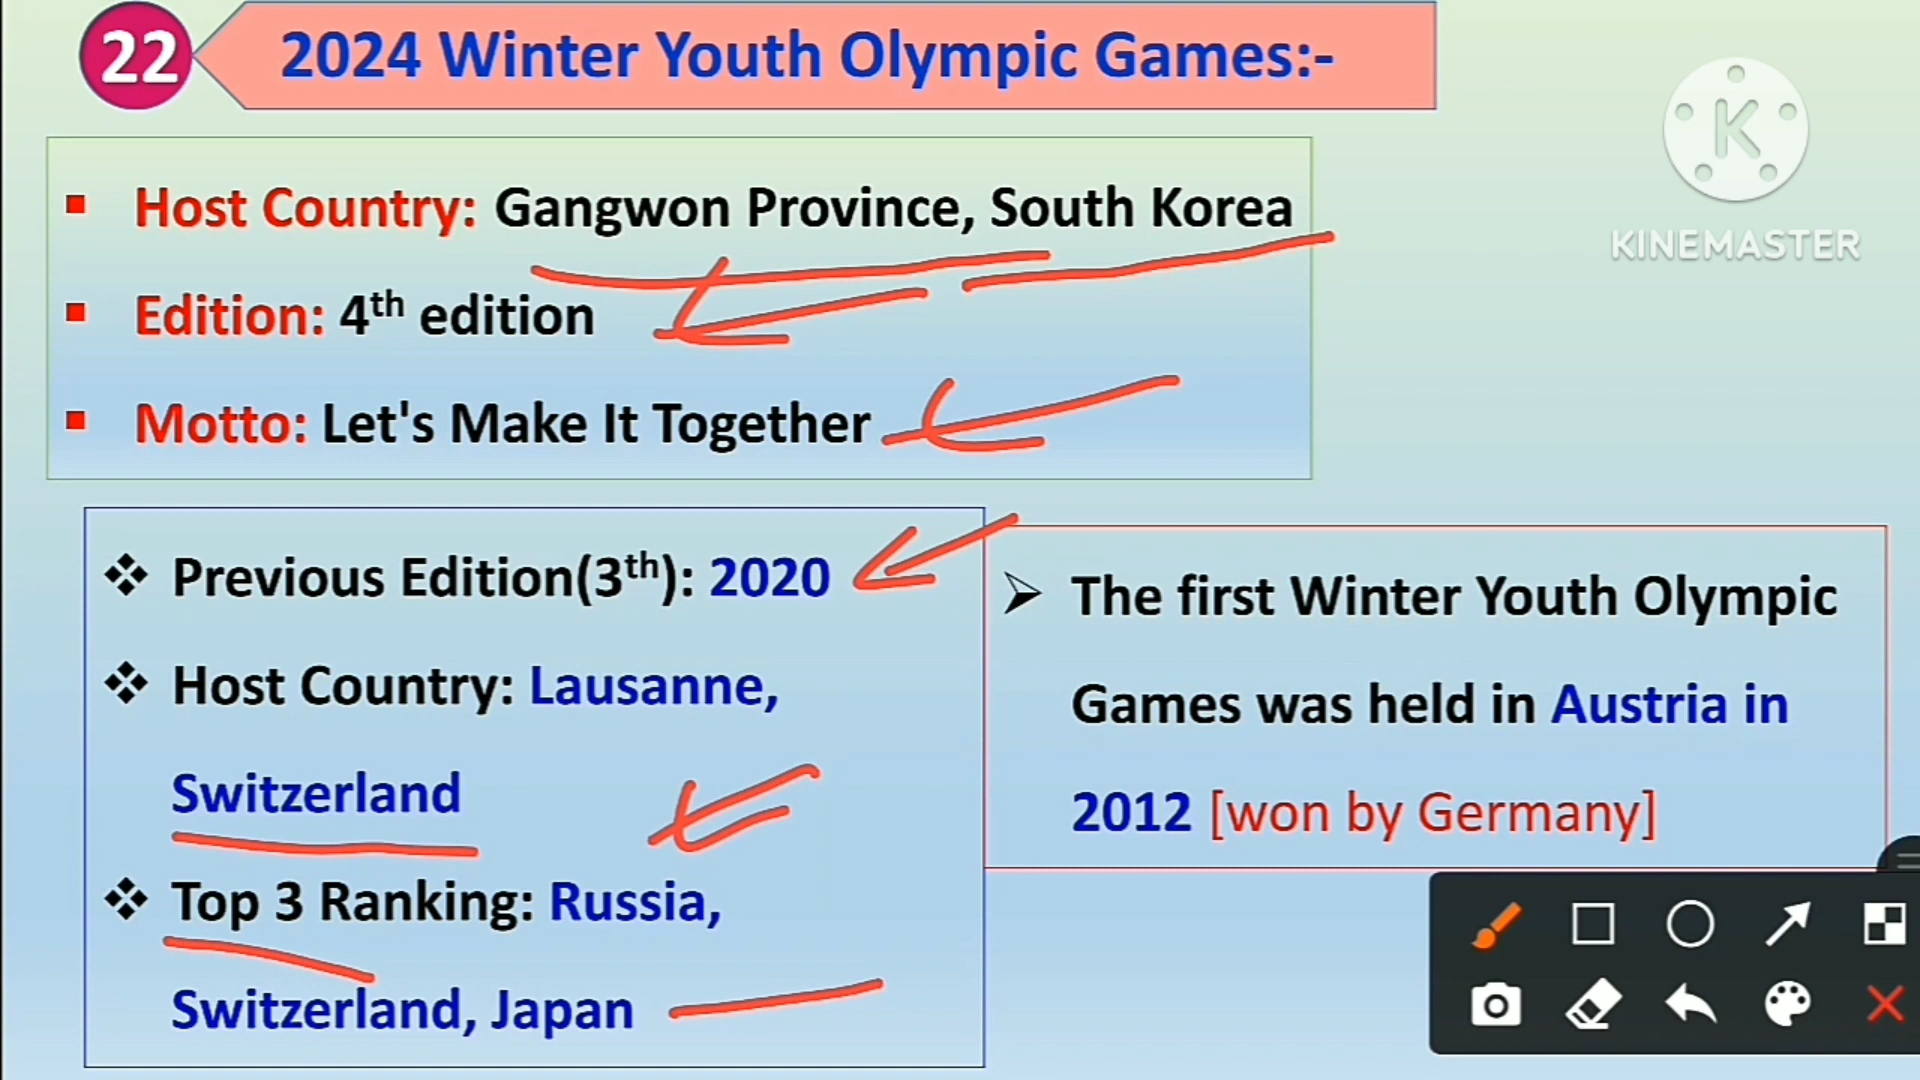 22
2024 Winter Youth Olympic Games:-
KINEMASTER
Host Country: Gangwon Province, South Korea
Edition: 4th edition
Motto: Let's Make It Together
Previous Edition(3th): 2020
Host Country: Lausanne,
Switzerland
Top 3 Ranking: Russia,
Switzerland, Japan
The first Winter Youth Olympic
Games was held in Austria in
2012 [won by Germany]